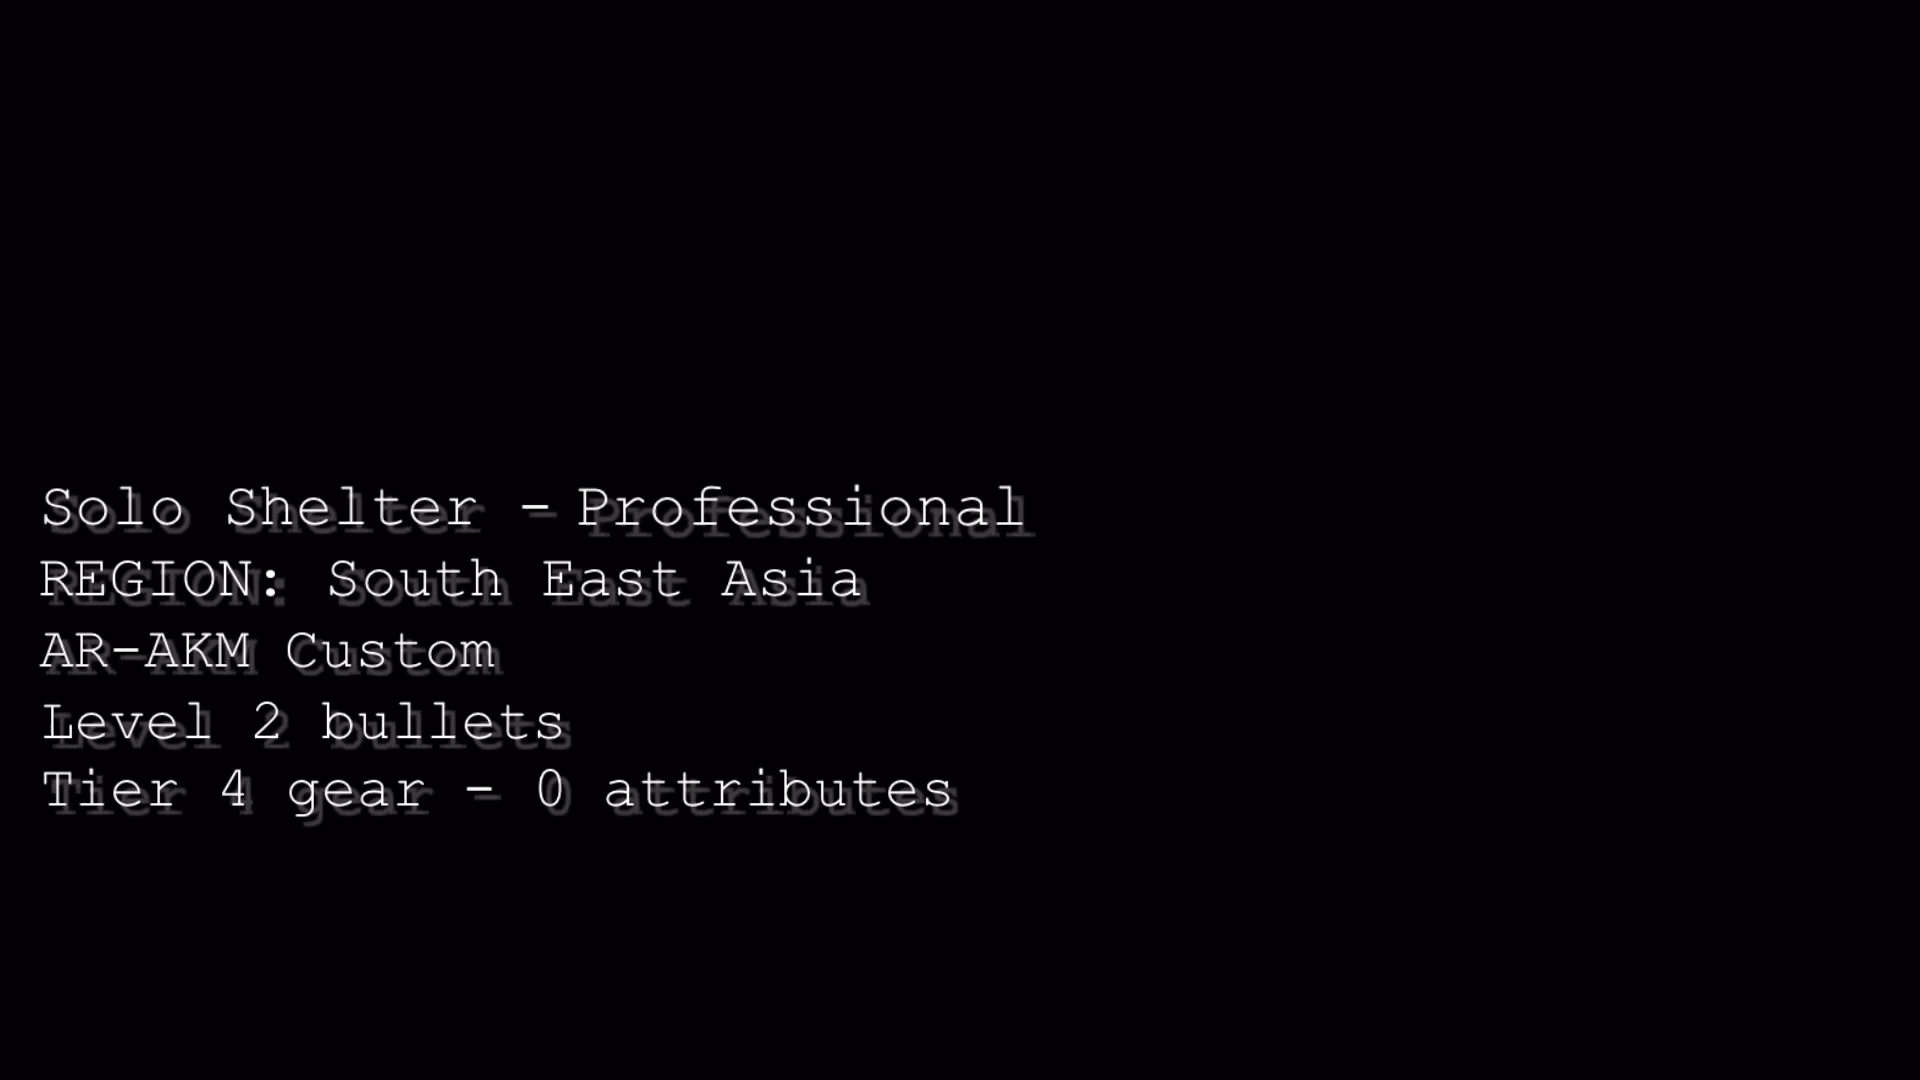 Solo Shelter - Professional
REGION: South East Asia
AR-AKM Custom
Level 2 bullets
Tier 4 gear - 0 attributes